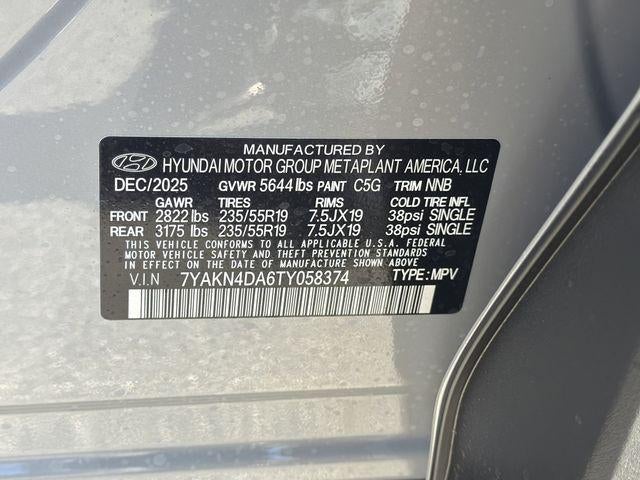 MANUFACTURED BY
HYUNDAI MOTOR GROUP METAPLANT AMERICA, LLC
DEC/2025 GVWR 5644 lbs PAINT C5G TRIM NNB
GAWR TIRES RIMS COLD TIRE INFL
FRONT 2822 lbs 235/55R19 7.5JX19 38psi SINGLE
REAR 3175 lbs 235/55R19 7.5JX19 38psi SINGLE
THIS VEHICLE CONFORMS TO ALL APPLICABLE U.S.A. FEDERAL
MOTOR VEHICLE SAFETY BUMPER, AND THEFT PREVENTION STANDARDS
IN EFFECT ON THE DATE OF MANUFACTURE SHOWN ABOVE.
V.I.N 7YAKN4DA6TY058374 TYPE: MPV